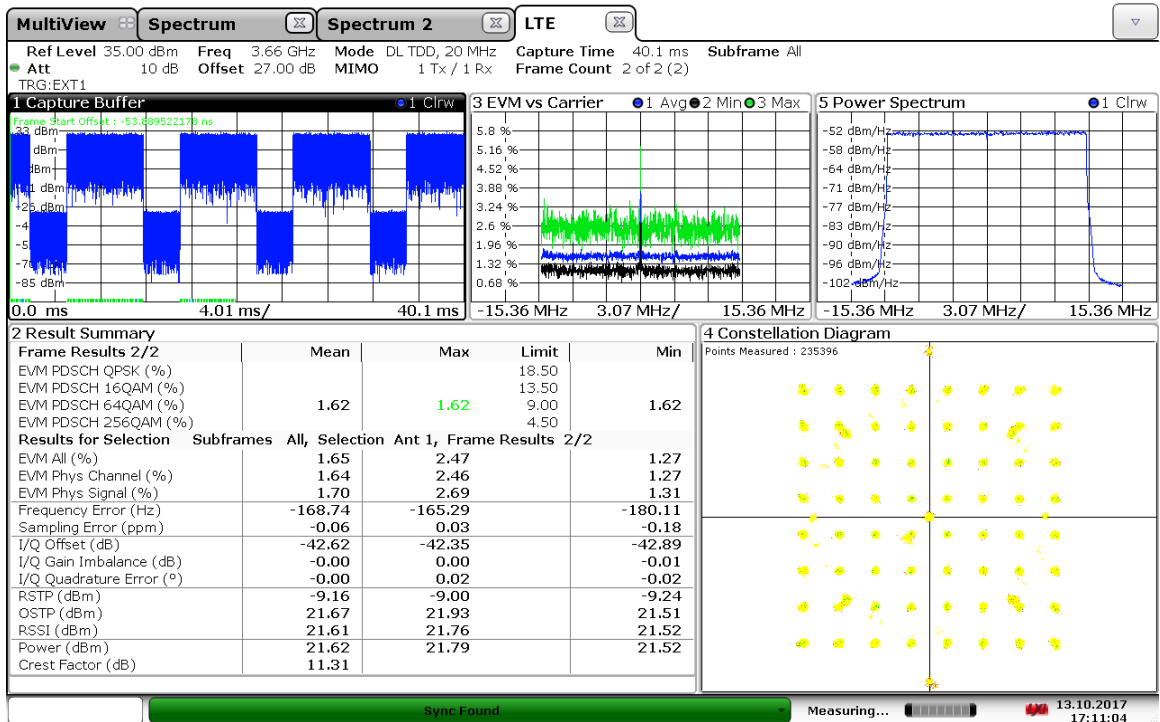 MultiView Spectrum Spectrum 2 LTE
Ref Level 35.00 dBm Freq 3.66 GHz Mode DL TDD, 20 MHz Capture Time 40.1 ms Subframe All
Att 10 dB Offset 27.00 dB MIMO 1 Tx / 1 Rx Frame Count 2 of 2 (2)
TRG:EXT1
1 Capture Buffer 1 Clrw
Frame Start Offset : -53.889522178 ns
33 dBm
dBm
dBm
dBm
-25 dBm
-85 dBm
0.0 ms 4.01 ms/ 40.1 ms
3 EVM vs Carrier 1 Avg 2 Min 3 Max
5.8 %
5.16 %
4.52 %
3.88 %
3.24 %
2.6 %
1.96 %
1.32 %
0.68 %
-15.36 MHz 3.07 MHz/ 15.36 MHz
5 Power Spectrum 1 Clrw
-52 dBm/Hz
-58 dBm/Hz
-64 dBm/Hz
-71 dBm/Hz
-77 dBm/Hz
-83 dBm/Hz
-90 dBm/Hz
-96 dBm/Hz
-102 dBm/Hz
-15.36 MHz 3.07 MHz/ 15.36 MHz
2 Result Summary
Frame Results 2/2 Mean Max Limit Min
EVM PDSCH QPSK (%) 18.50
EVM PDSCH 16QAM (%) 13.50
EVM PDSCH 64QAM (%) 1.62 1.62 9.00 1.62
EVM PDSCH 256QAM (%) 4.50
Results for Selection Subframes All, Selection Ant 1, Frame Results 2/2
EVM All (%) 1.65 2.47 1.27
EVM Phys Channel (%) 1.64 2.46 1.27
EVM Phys Signal (%) 1.70 2.69 1.31
Frequency Error (Hz) -168.74 -165.29 -180.11
Sampling Error (ppm) -0.06 0.03 -0.18
I/Q Offset (dB) -42.62 -42.35 -42.89
I/Q Gain Imbalance (dB) -0.00 0.00 -0.01
I/Q Quadrature Error (°) -0.00 0.02 -0.02
RSTP (dBm) -9.16 -9.00 -9.24
OSTP (dBm) 21.67 21.93 21.51
RSSI (dBm) 21.61 21.76 21.52
Power (dBm) 21.62 21.79 21.52
Crest Factor (dB) 11.31
4 Constellation Diagram
Points Measured : 235396
Sync Found Measuring... LXI 13.10.2017
17:11:04